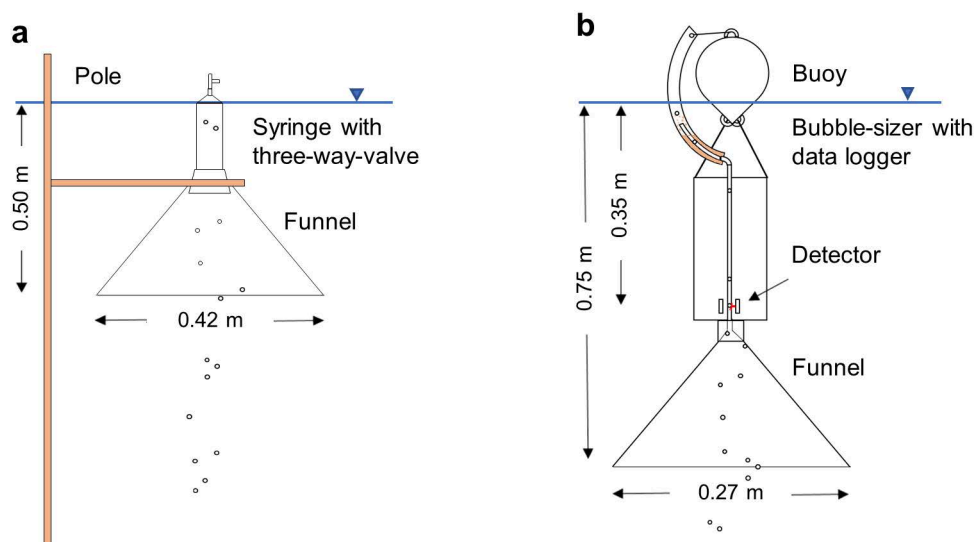 a
Pole
Syringe with
three-way-valve
0.50 m
Funnel
0.42 m
b
Buoy
Bubble-sizer with
data logger
0.35 m
0.75 m
Detector
Funnel
0.27 m